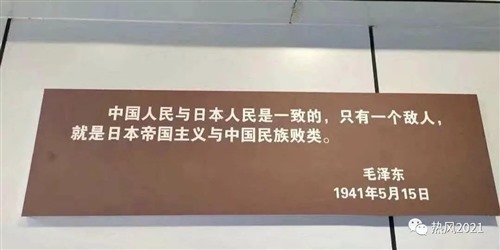 中国人民与日本人民是一致的，只有一个敌人，
就是日本帝国主义与中国民族败类。
毛泽东
1941年5月15日
热风2021